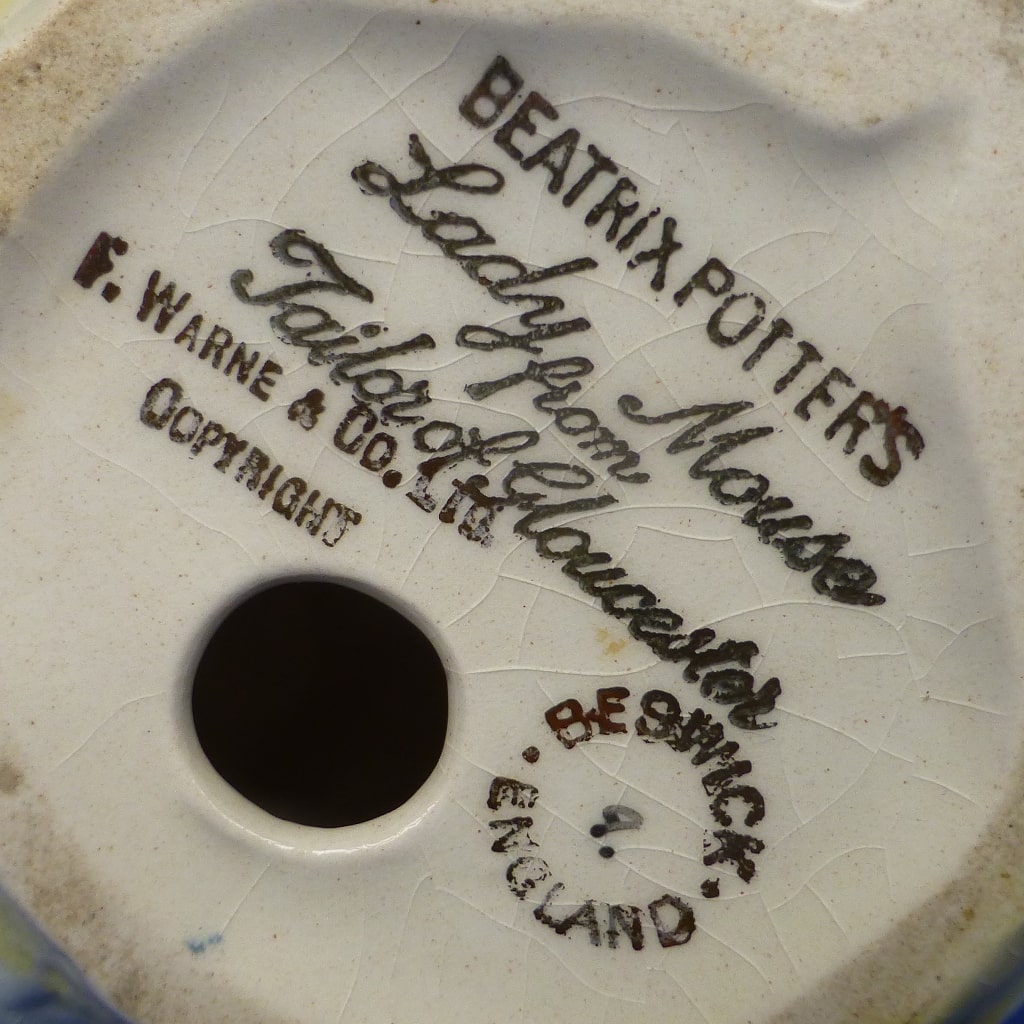 BEATRIX POTTER'S
Lady Mouse
from
Tailor of Gloucester
F. WARNE & CO. LTD
COPYRIGHT
BESWICK
ENGLAND